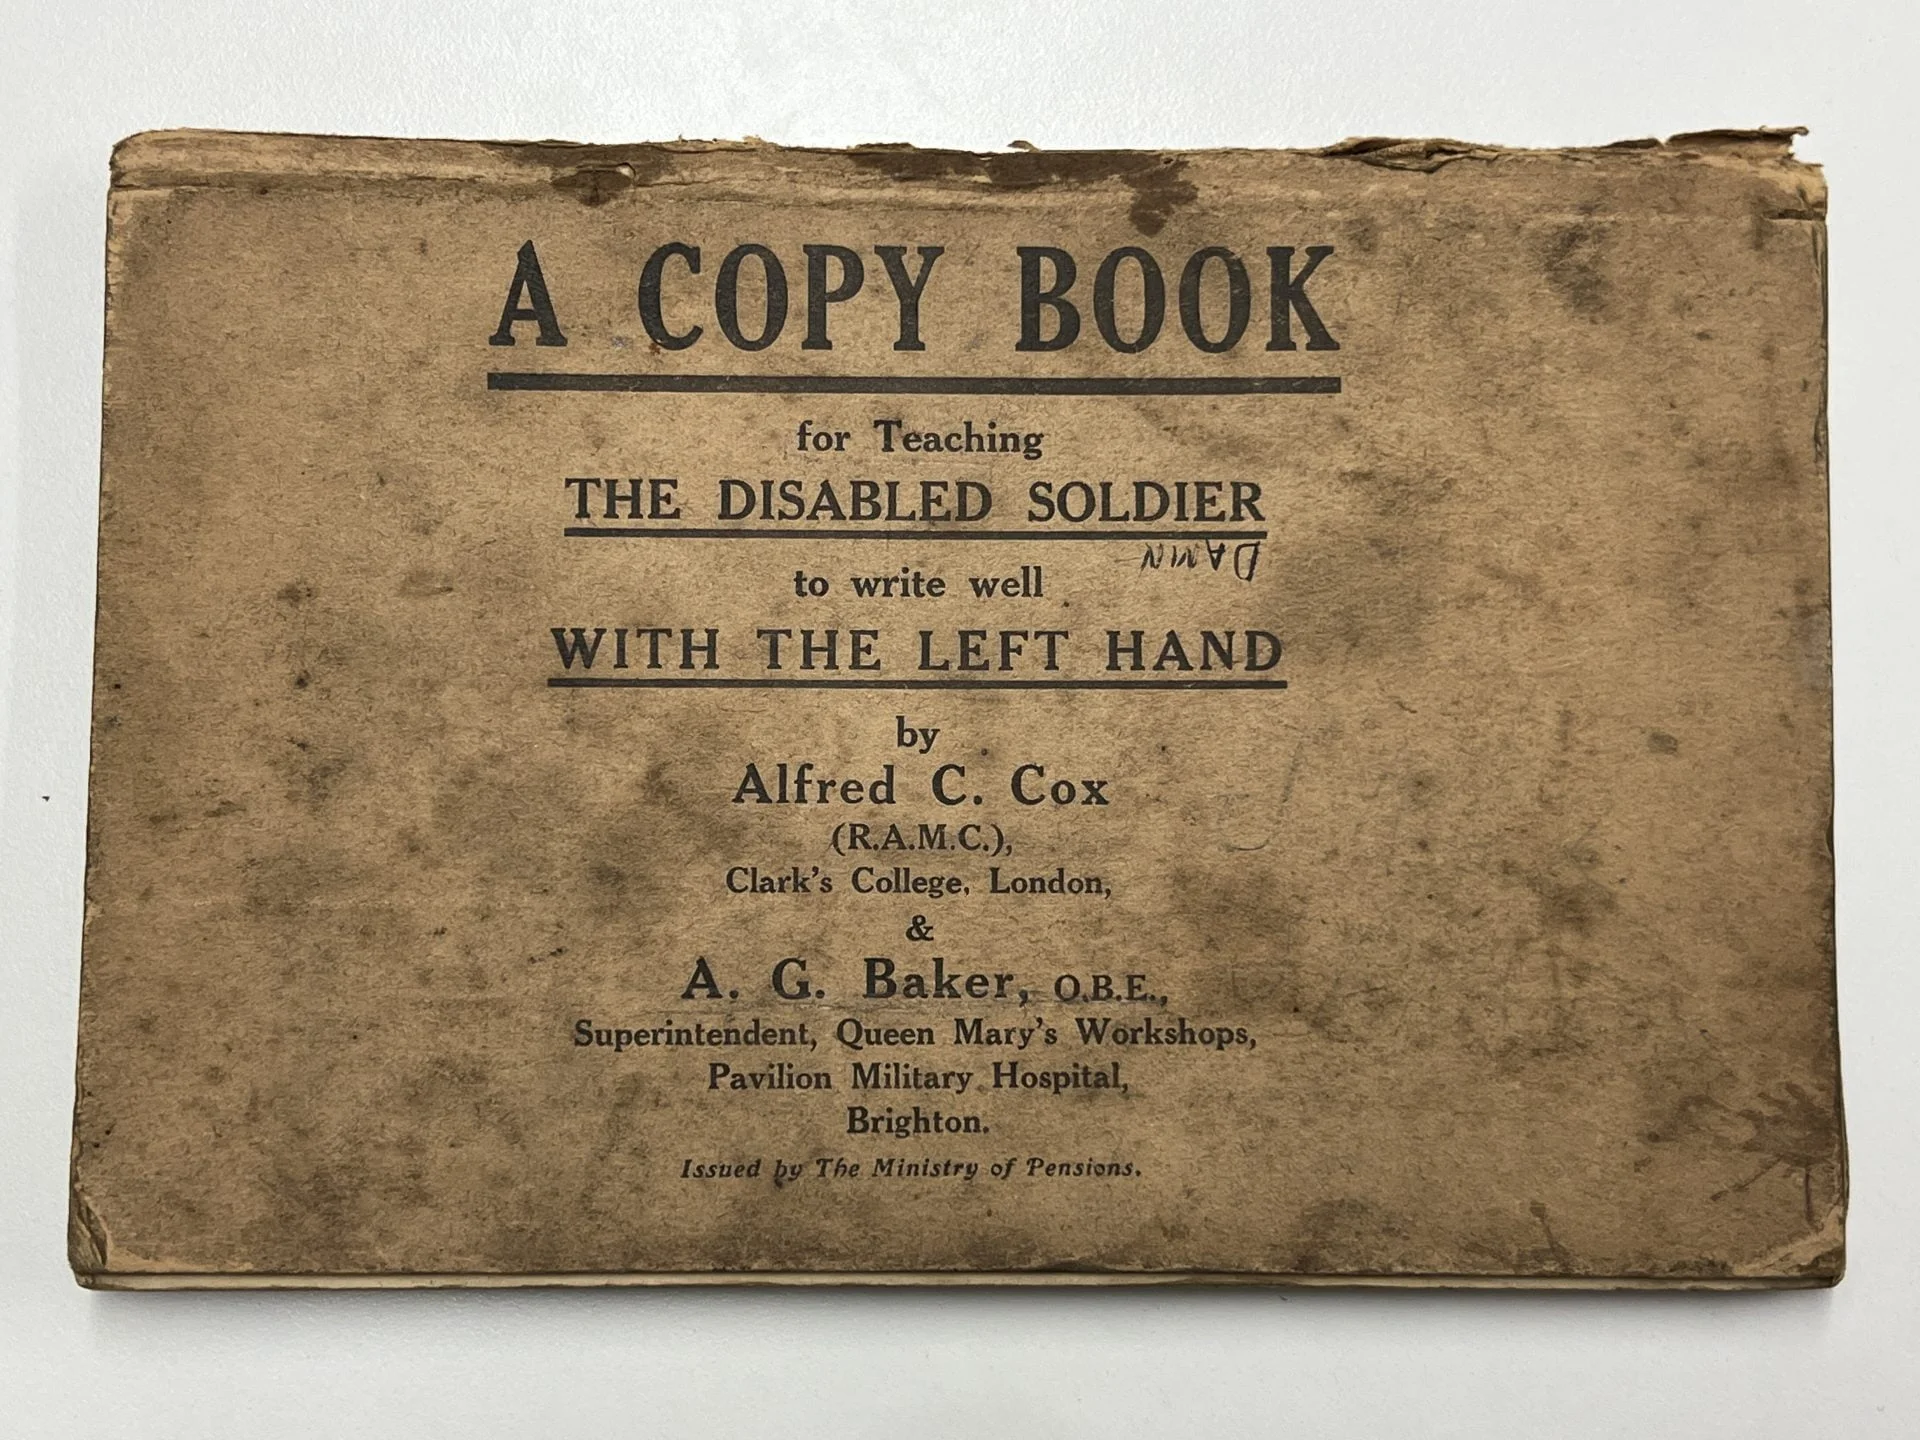 A COPY BOOK
for Teaching
THE DISABLED SOLDIER
DAMN
to write well
WITH THE LEFT HAND
by
Alfred C. Cox
(R.A.M.C.),
Clark's College, London,
&
A. G. Baker, O.B.E.,
Superintendent, Queen Mary's Workshops,
Pavilion Military Hospital,
Brighton.
Issued by The Ministry of Pensions.